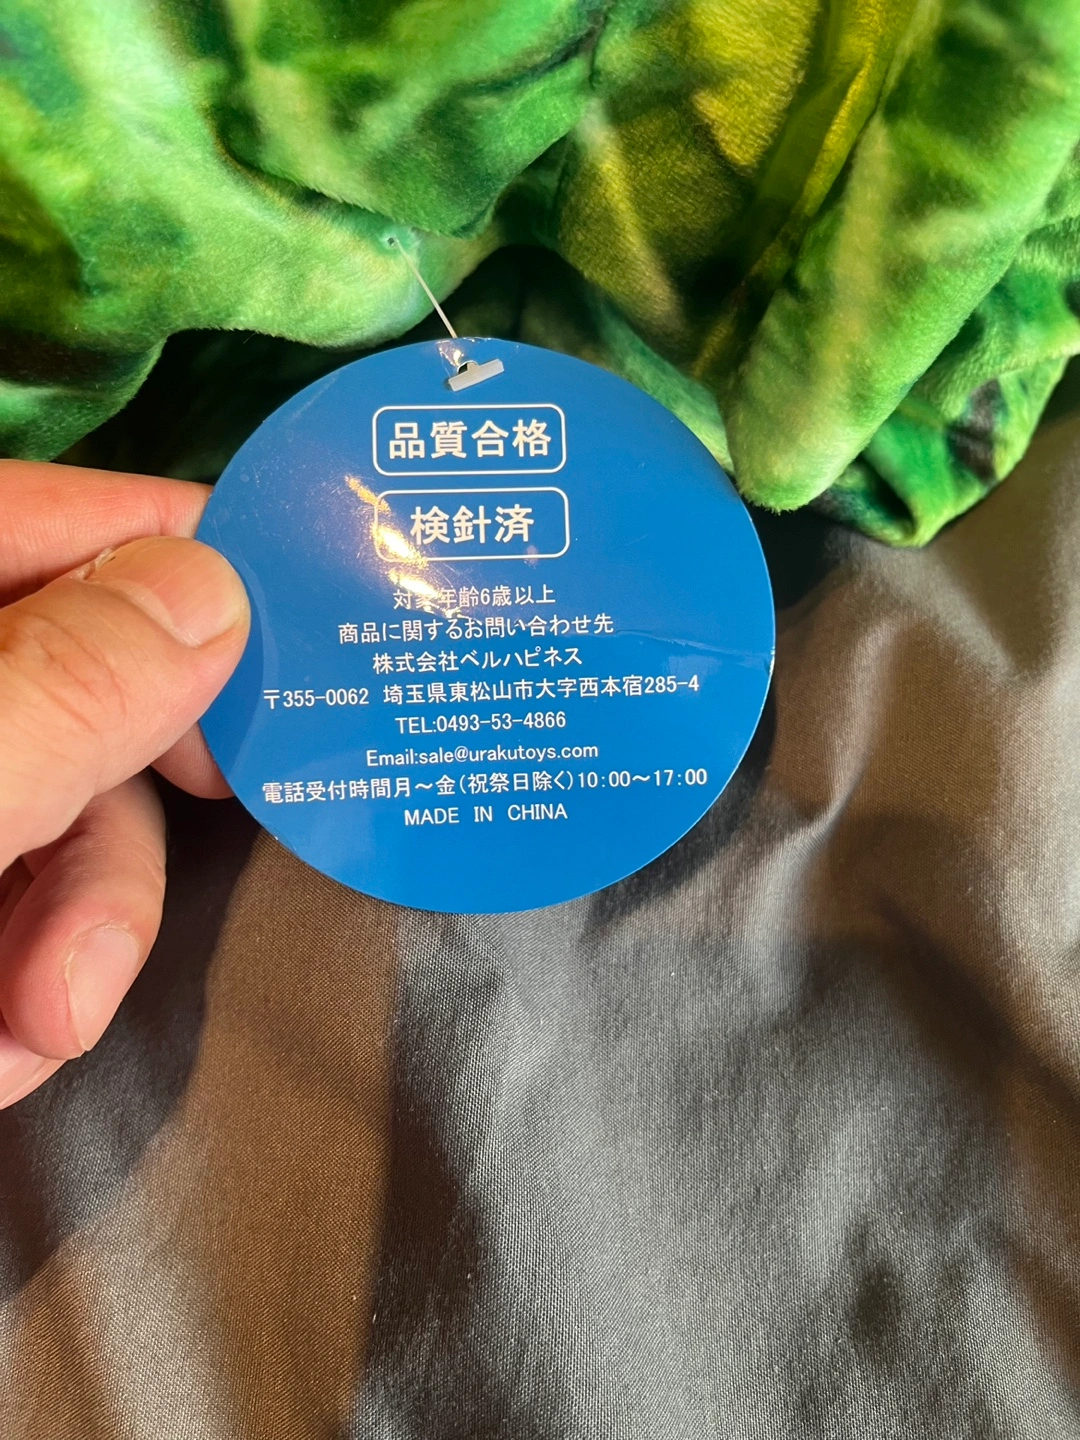 品質合格
検針済
対象年齢6歳以上
商品に関するお問い合わせ先
株式会社ベルハピネス
〒355-0062 埼玉県東松山市大字西本宿285-4
TEL:0493-53-4866
Email:sale@urakutoys.com
電話受付時間月～金(祝祭日除く)10:00～17:00
MADE IN CHINA